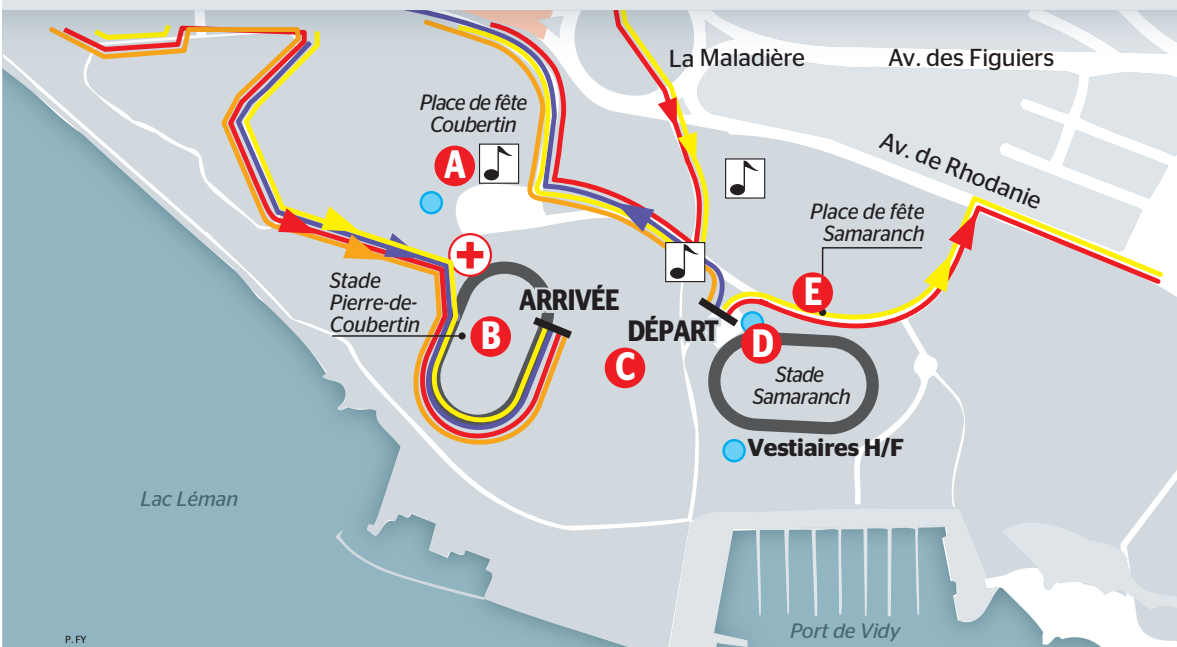 La Maladière
Av. des Figuiers
Place de fête
Coubertin
A
Av. de Rhodanie
Place de fête
Samaranch
Stade
Pierre-de-
Coubertin
ARRIVÉE
B
C
DÉPART
D
E
Stade
Samaranch
Vestiaires H/F
Lac Léman
Port de Vidy
P. FY